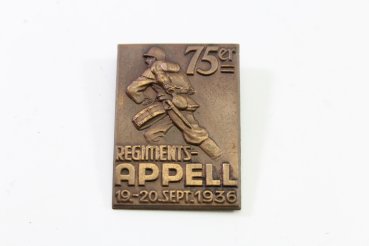 75er
REGIMENTS-
APPELL
19-20.SEPT.1936